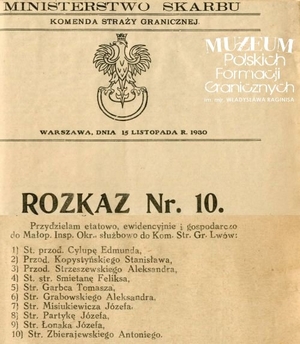 MINISTERSTWO SKARBU
KOMENDA STRAŻY GRANICZNEJ.
MUZEUM
Polskich
Formacji
Granicznych
im. mjr. WŁADYSŁAWA RAGINISA
WARSZAWA, DNIA 15 LISTOPADA R. 1930
ROZKAZ Nr. 10.
Przydzielam etatowo, ewidencyjnie i gospodarczo
do Małop. Insp. Okr.- służbowo do Kom. Str. Gr. Lwów:
1) St. przod. Cylupę Edmunda,
2) Przod. Kopystyńskiego Stanisława,
3) Przod. Strzeszewskiego Aleksandra,
4) St. str. Smietanę Feliksa,
5) Str. Garbca Tomasza,
6) Str. Grabowskiego Aleksandra,
7) Str. Misiukiewicza Józefa,
8) Str. Partykę Józefa,
9) Str. Łonaka Józefa,
10) Str. Zbierajewskiego Antoniego.